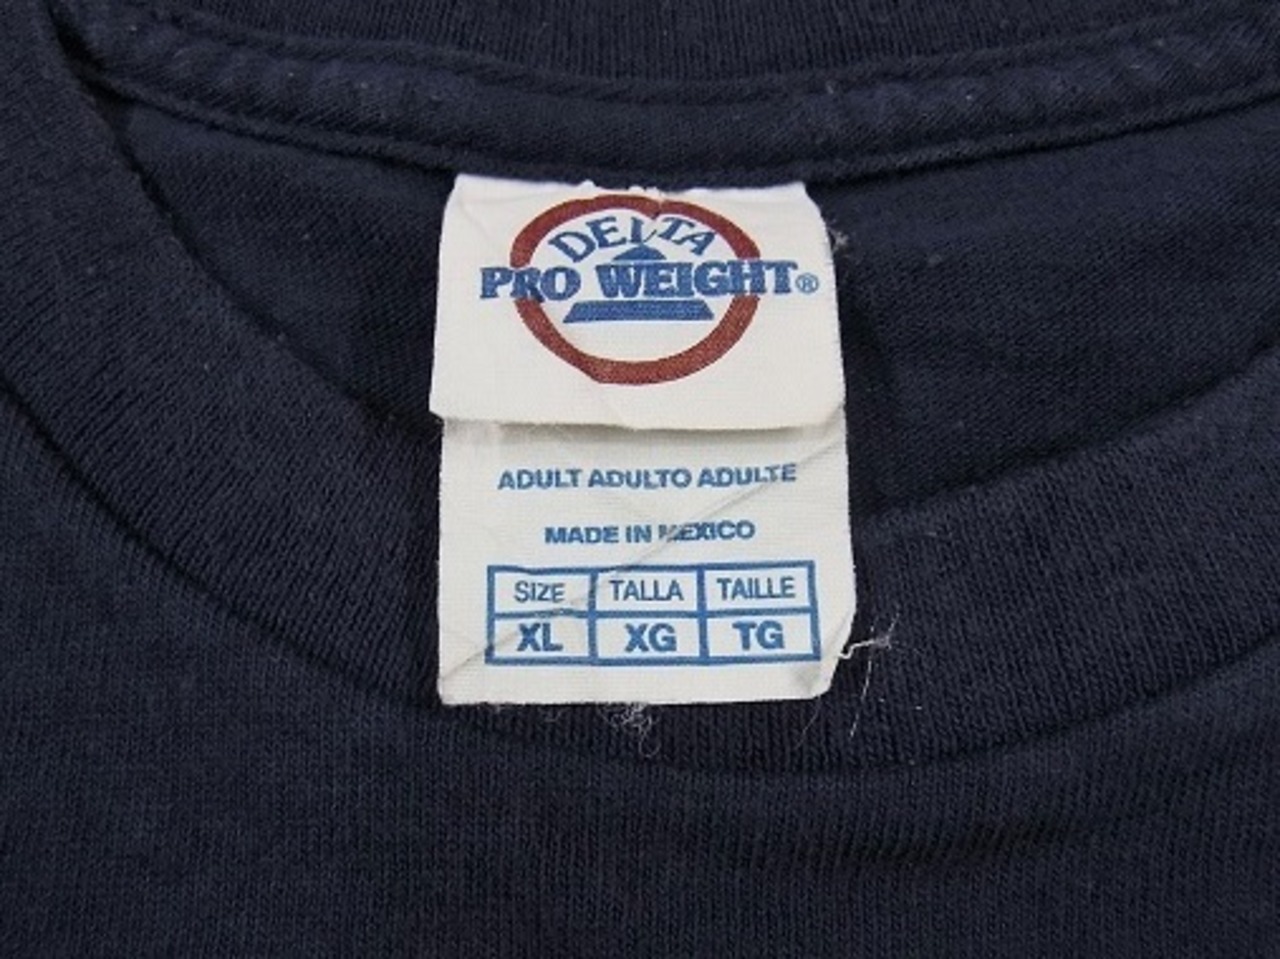 DELTA
PRO WEIGHT®
ADULT ADULTO ADULTE
MADE IN MEXICO
SIZE TALLA TAILLE
XL XG TG